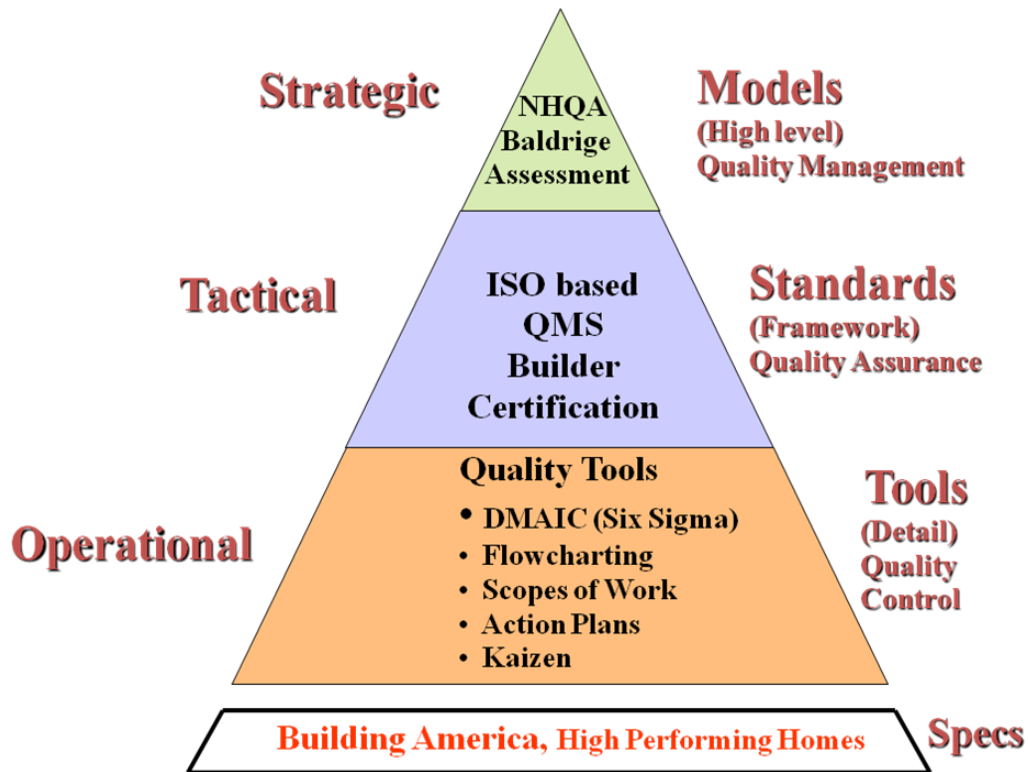 Strategic
NHQA
Baldrige
Assessment
Models
(High level)
Quality Management
Tactical
ISO based
QMS
Builder
Certification
Standards
(Framework)
Quality Assurance
Operational
Quality Tools
• DMAIC (Six Sigma)
• Flowcharting
• Scopes of Work
• Action Plans
• Kaizen
Tools
(Detail)
Quality
Control
Building America, High Performing Homes
Specs